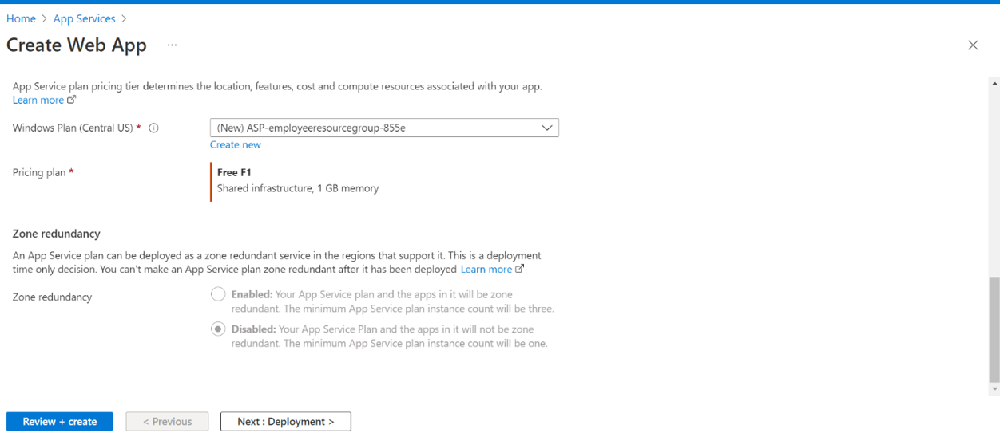 Home > App Services >
Create Web App ...
App Service plan pricing tier determines the location, features, cost and compute resources associated with your app.
Learn more
Windows Plan (Central US) *
(New) ASP-employeeresourcegroup-855e
Create new
Pricing plan *
Free F1
Shared infrastructure, 1 GB memory
Zone redundancy
An App Service plan can be deployed as a zone redundant service in the regions that support it. This is a deployment
time only decision. You can't make an App Service plan zone redundant after it has been deployed Learn more
Zone redundancy
Enabled: Your App Service plan and the apps in it will be zone
redundant. The minimum App Service plan instance count will be three.
Disabled: Your App Service Plan and the apps in it will not be zone
redundant. The minimum App Service plan instance count will be one.
Review + create
< Previous
Next : Deployment >